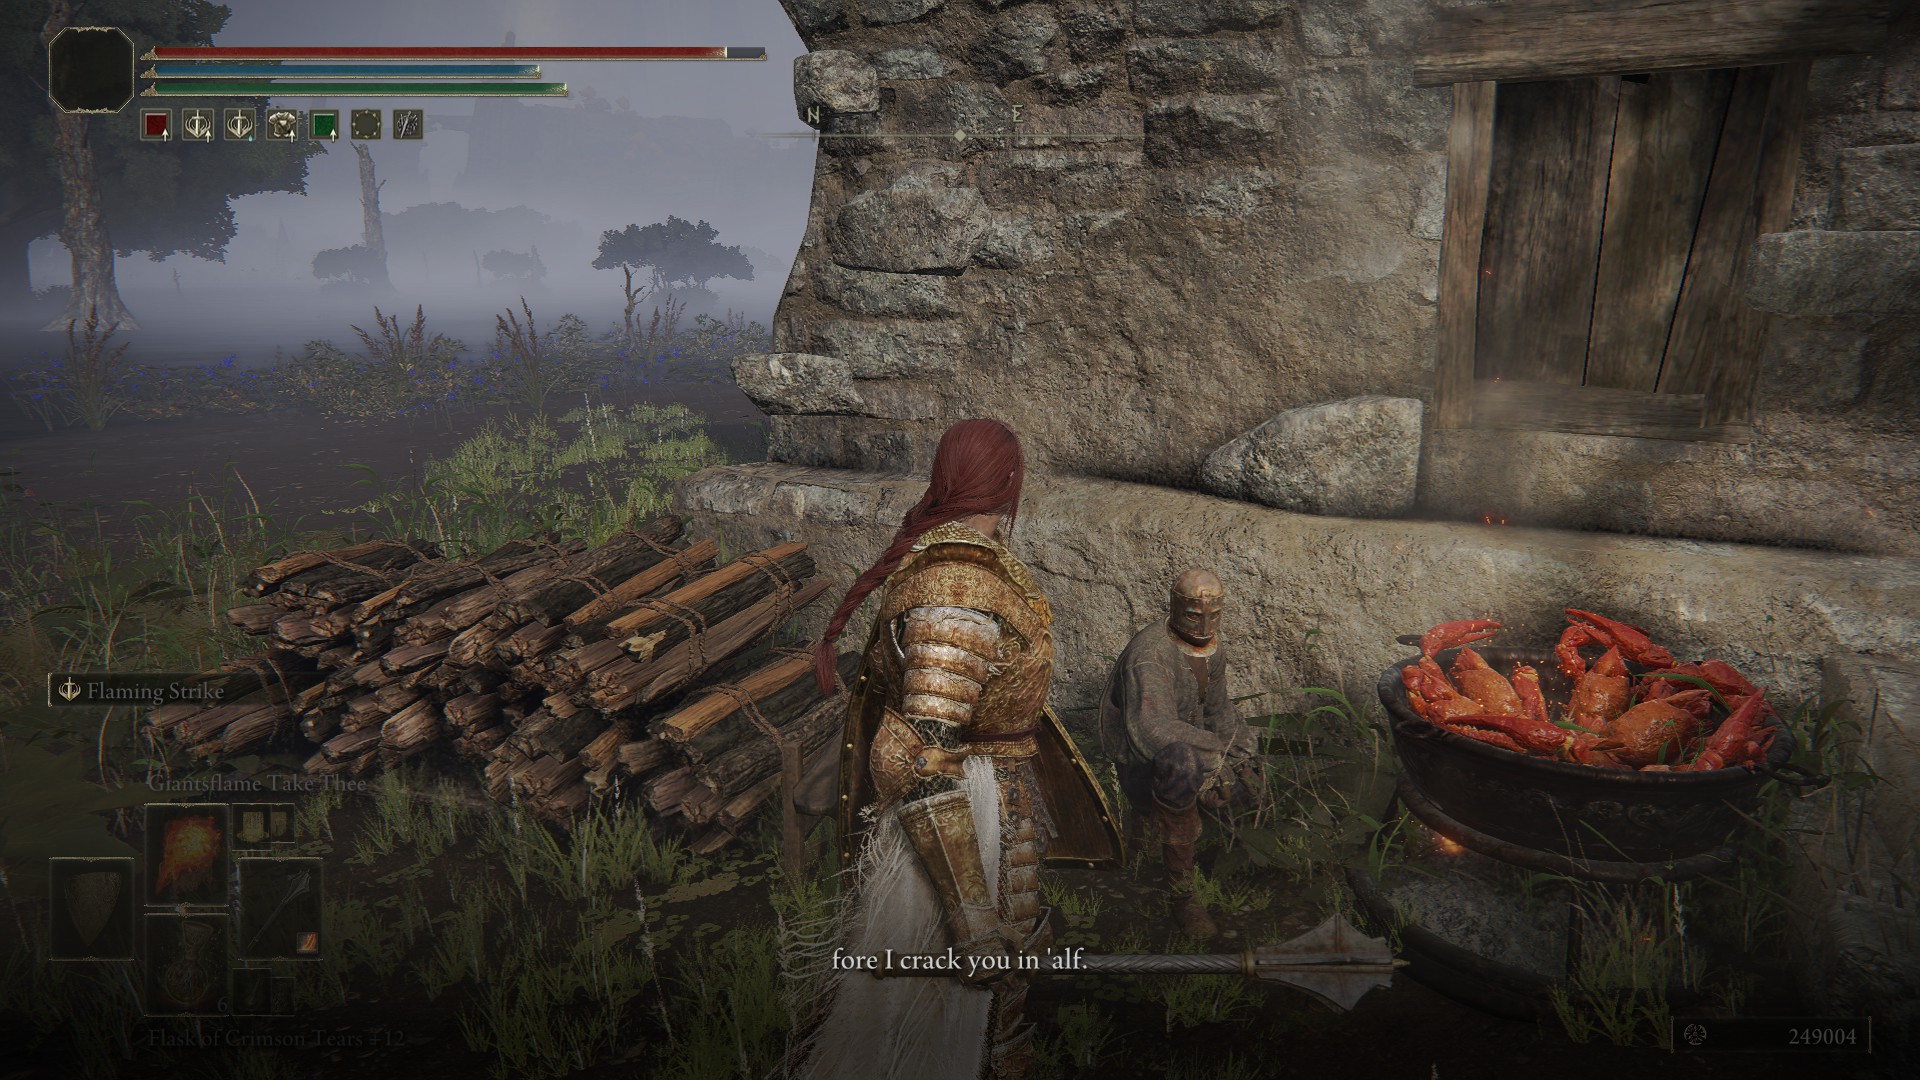 N
E
Flaming Strike
Giantsflame Take Thee
6
Flask of Crimson Tears +12
fore I crack you in 'alf.
249004